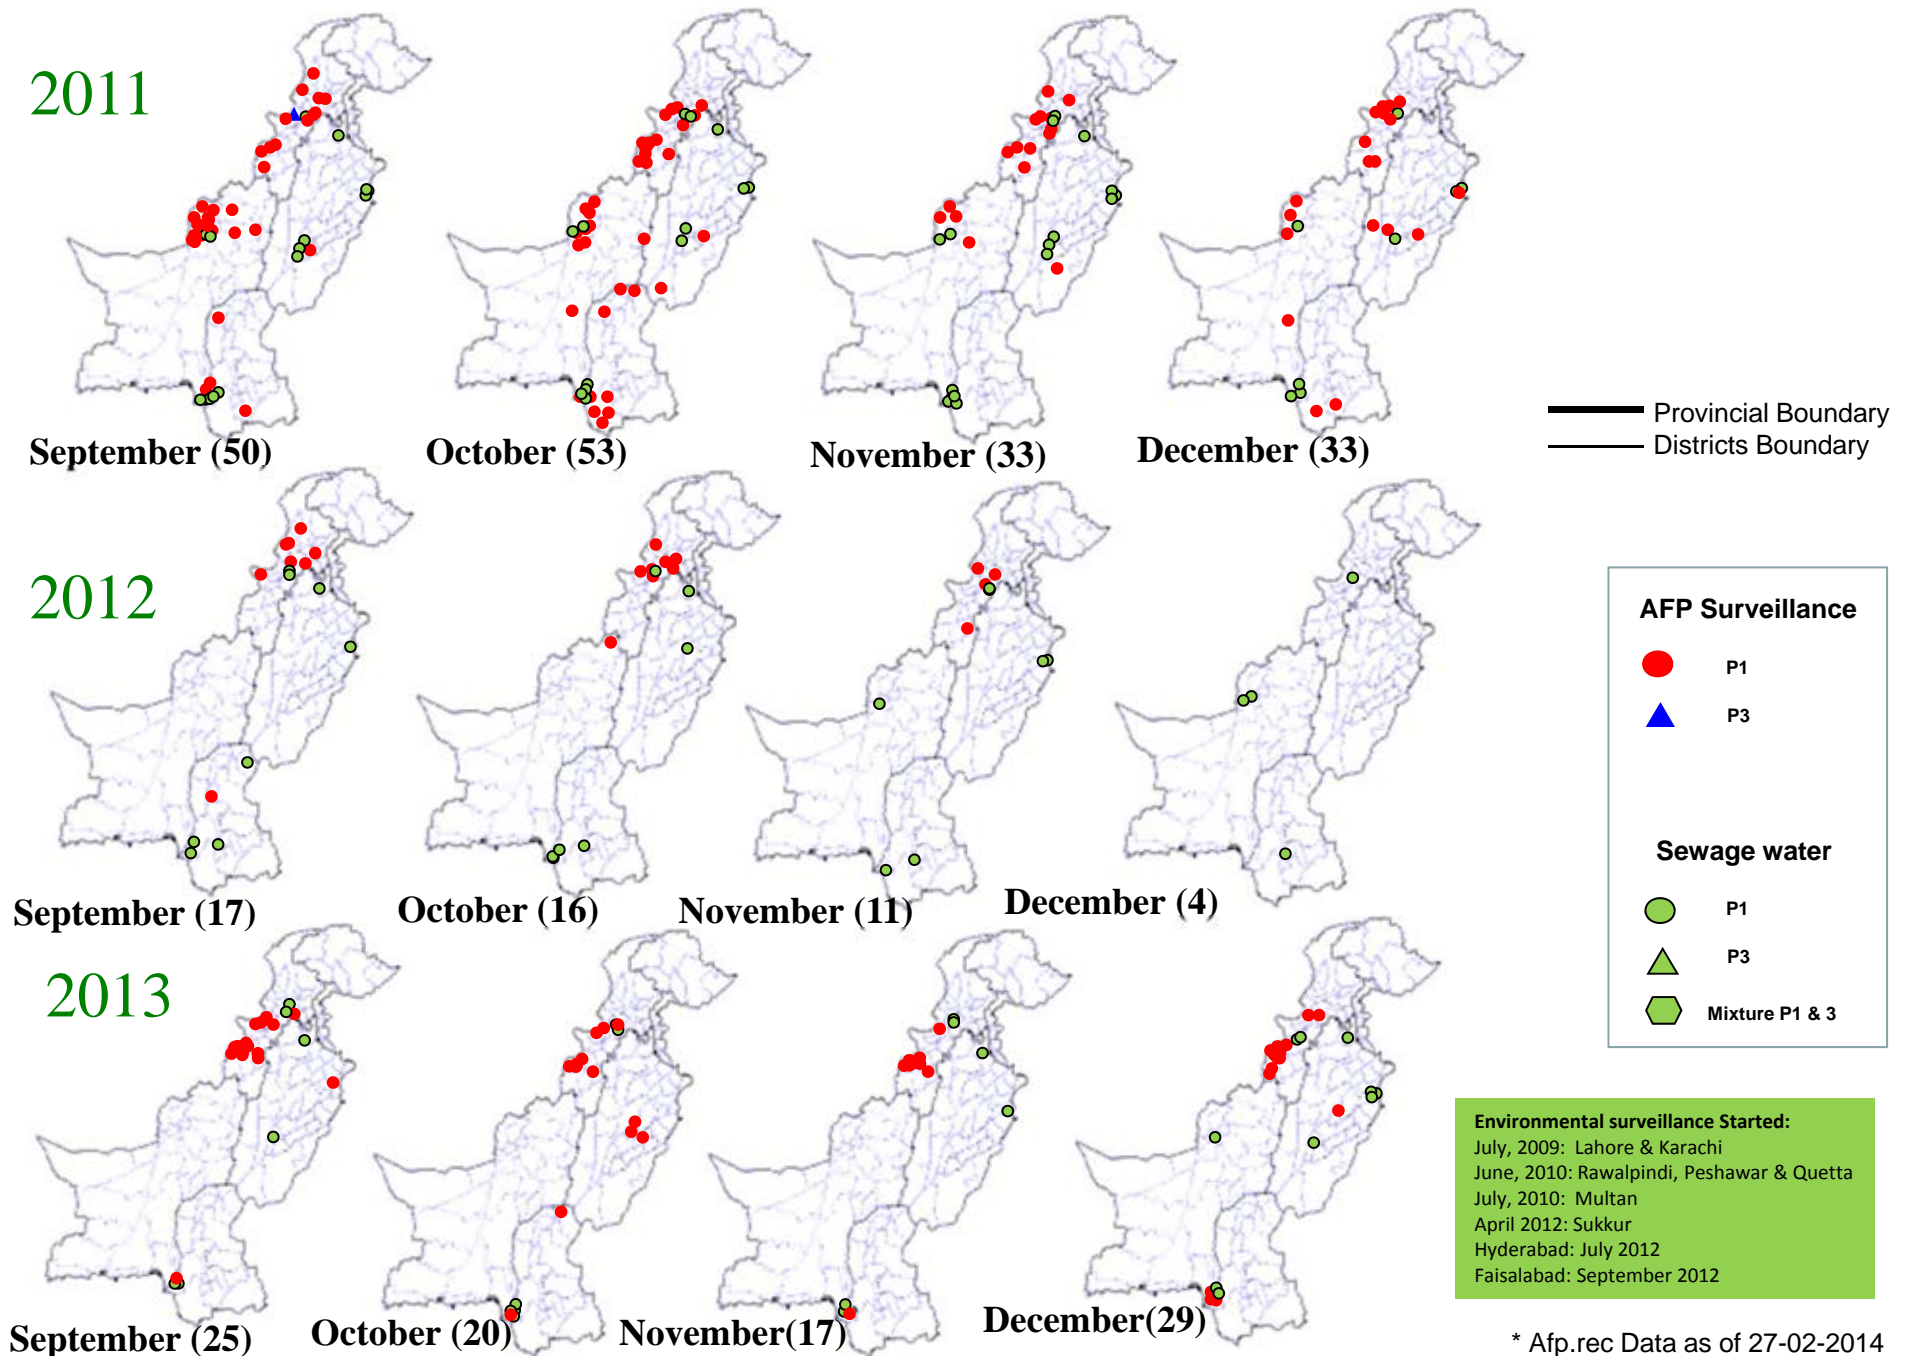 2011
September (50)
October (53)
November (33)
December (33)
Provincial Boundary
Districts Boundary
2012
September (17)
October (16)
November (11)
December (4)
AFP Surveillance
P1
P3
Sewage water
P1
P3
Mixture P1 & 3
2013
September (25)
October (20)
November(17)
December(29)
Environmental surveillance Started:
July, 2009: Lahore & Karachi
June, 2010: Rawalpindi, Peshawar & Quetta
July, 2010: Multan
April 2012: Sukkur
Hyderabad: July 2012
Faisalabad: September 2012
* Afp.rec Data as of 27-02-2014